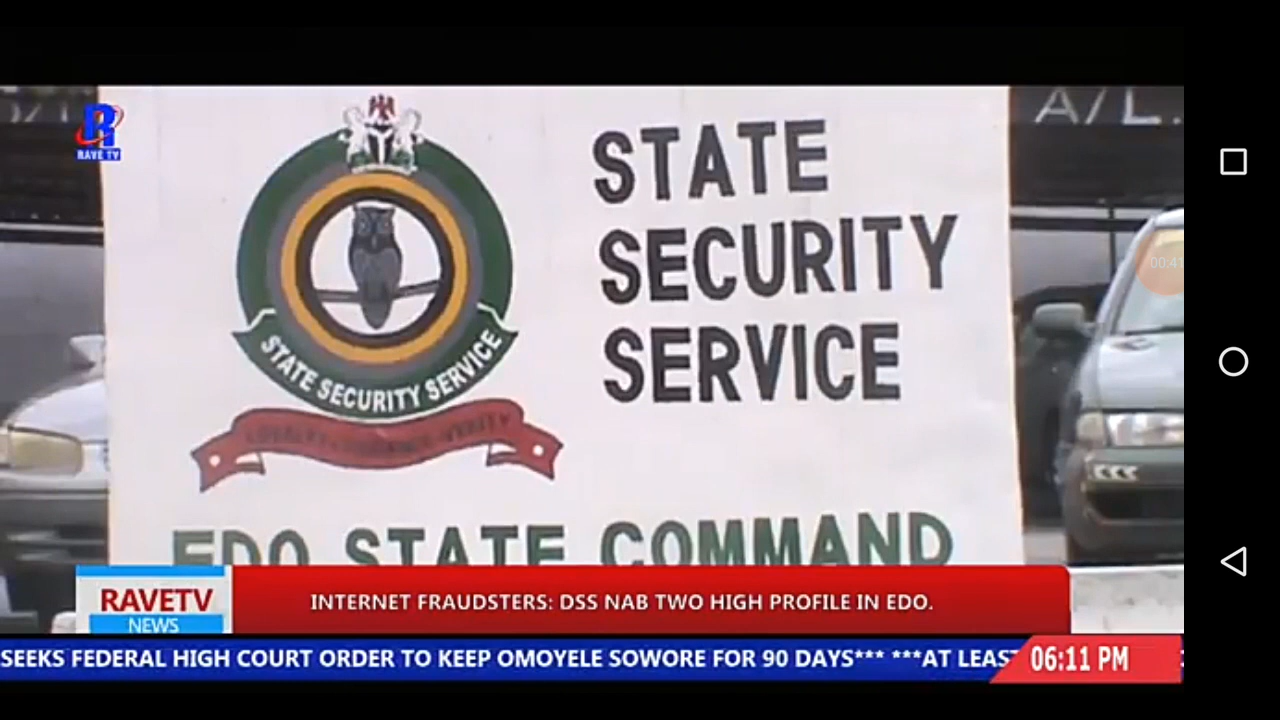 A/L.
R
RAVE TV
STATE
SECURITY
SERVICE
00:41
STATE SECURITY SERVICE
EDO STATE COMMAND
RAVETV
NEWS
INTERNET FRAUDSTERS: DSS NAB TWO HIGH PROFILE IN EDO.
SEEKS FEDERAL HIGH COURT ORDER TO KEEP OMOYELE SOWORE FOR 90 DAYS*** ***AT LEAST
06:11 PM